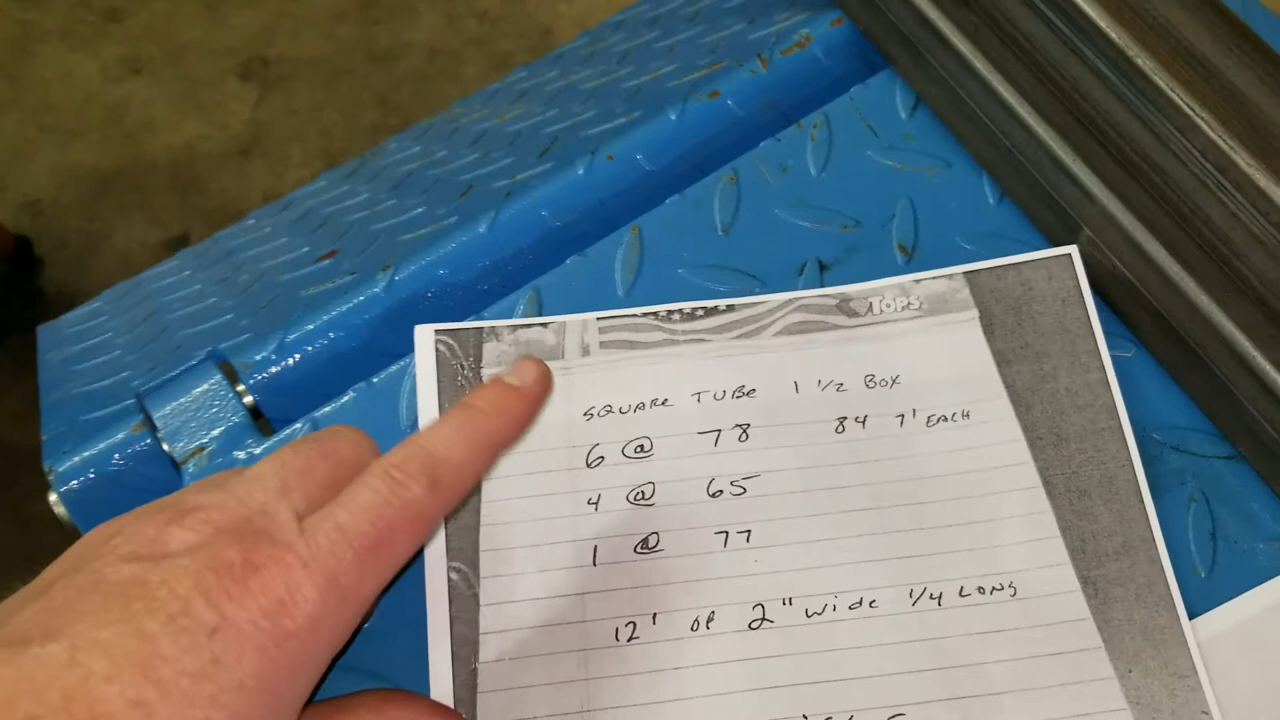 TOPS
SQUARE TUBE 1 1/2 BOX
6 @ 78 84 7' EACH
4 @ 65
1 @ 77
12' OF 2" wide 1/4 LONG